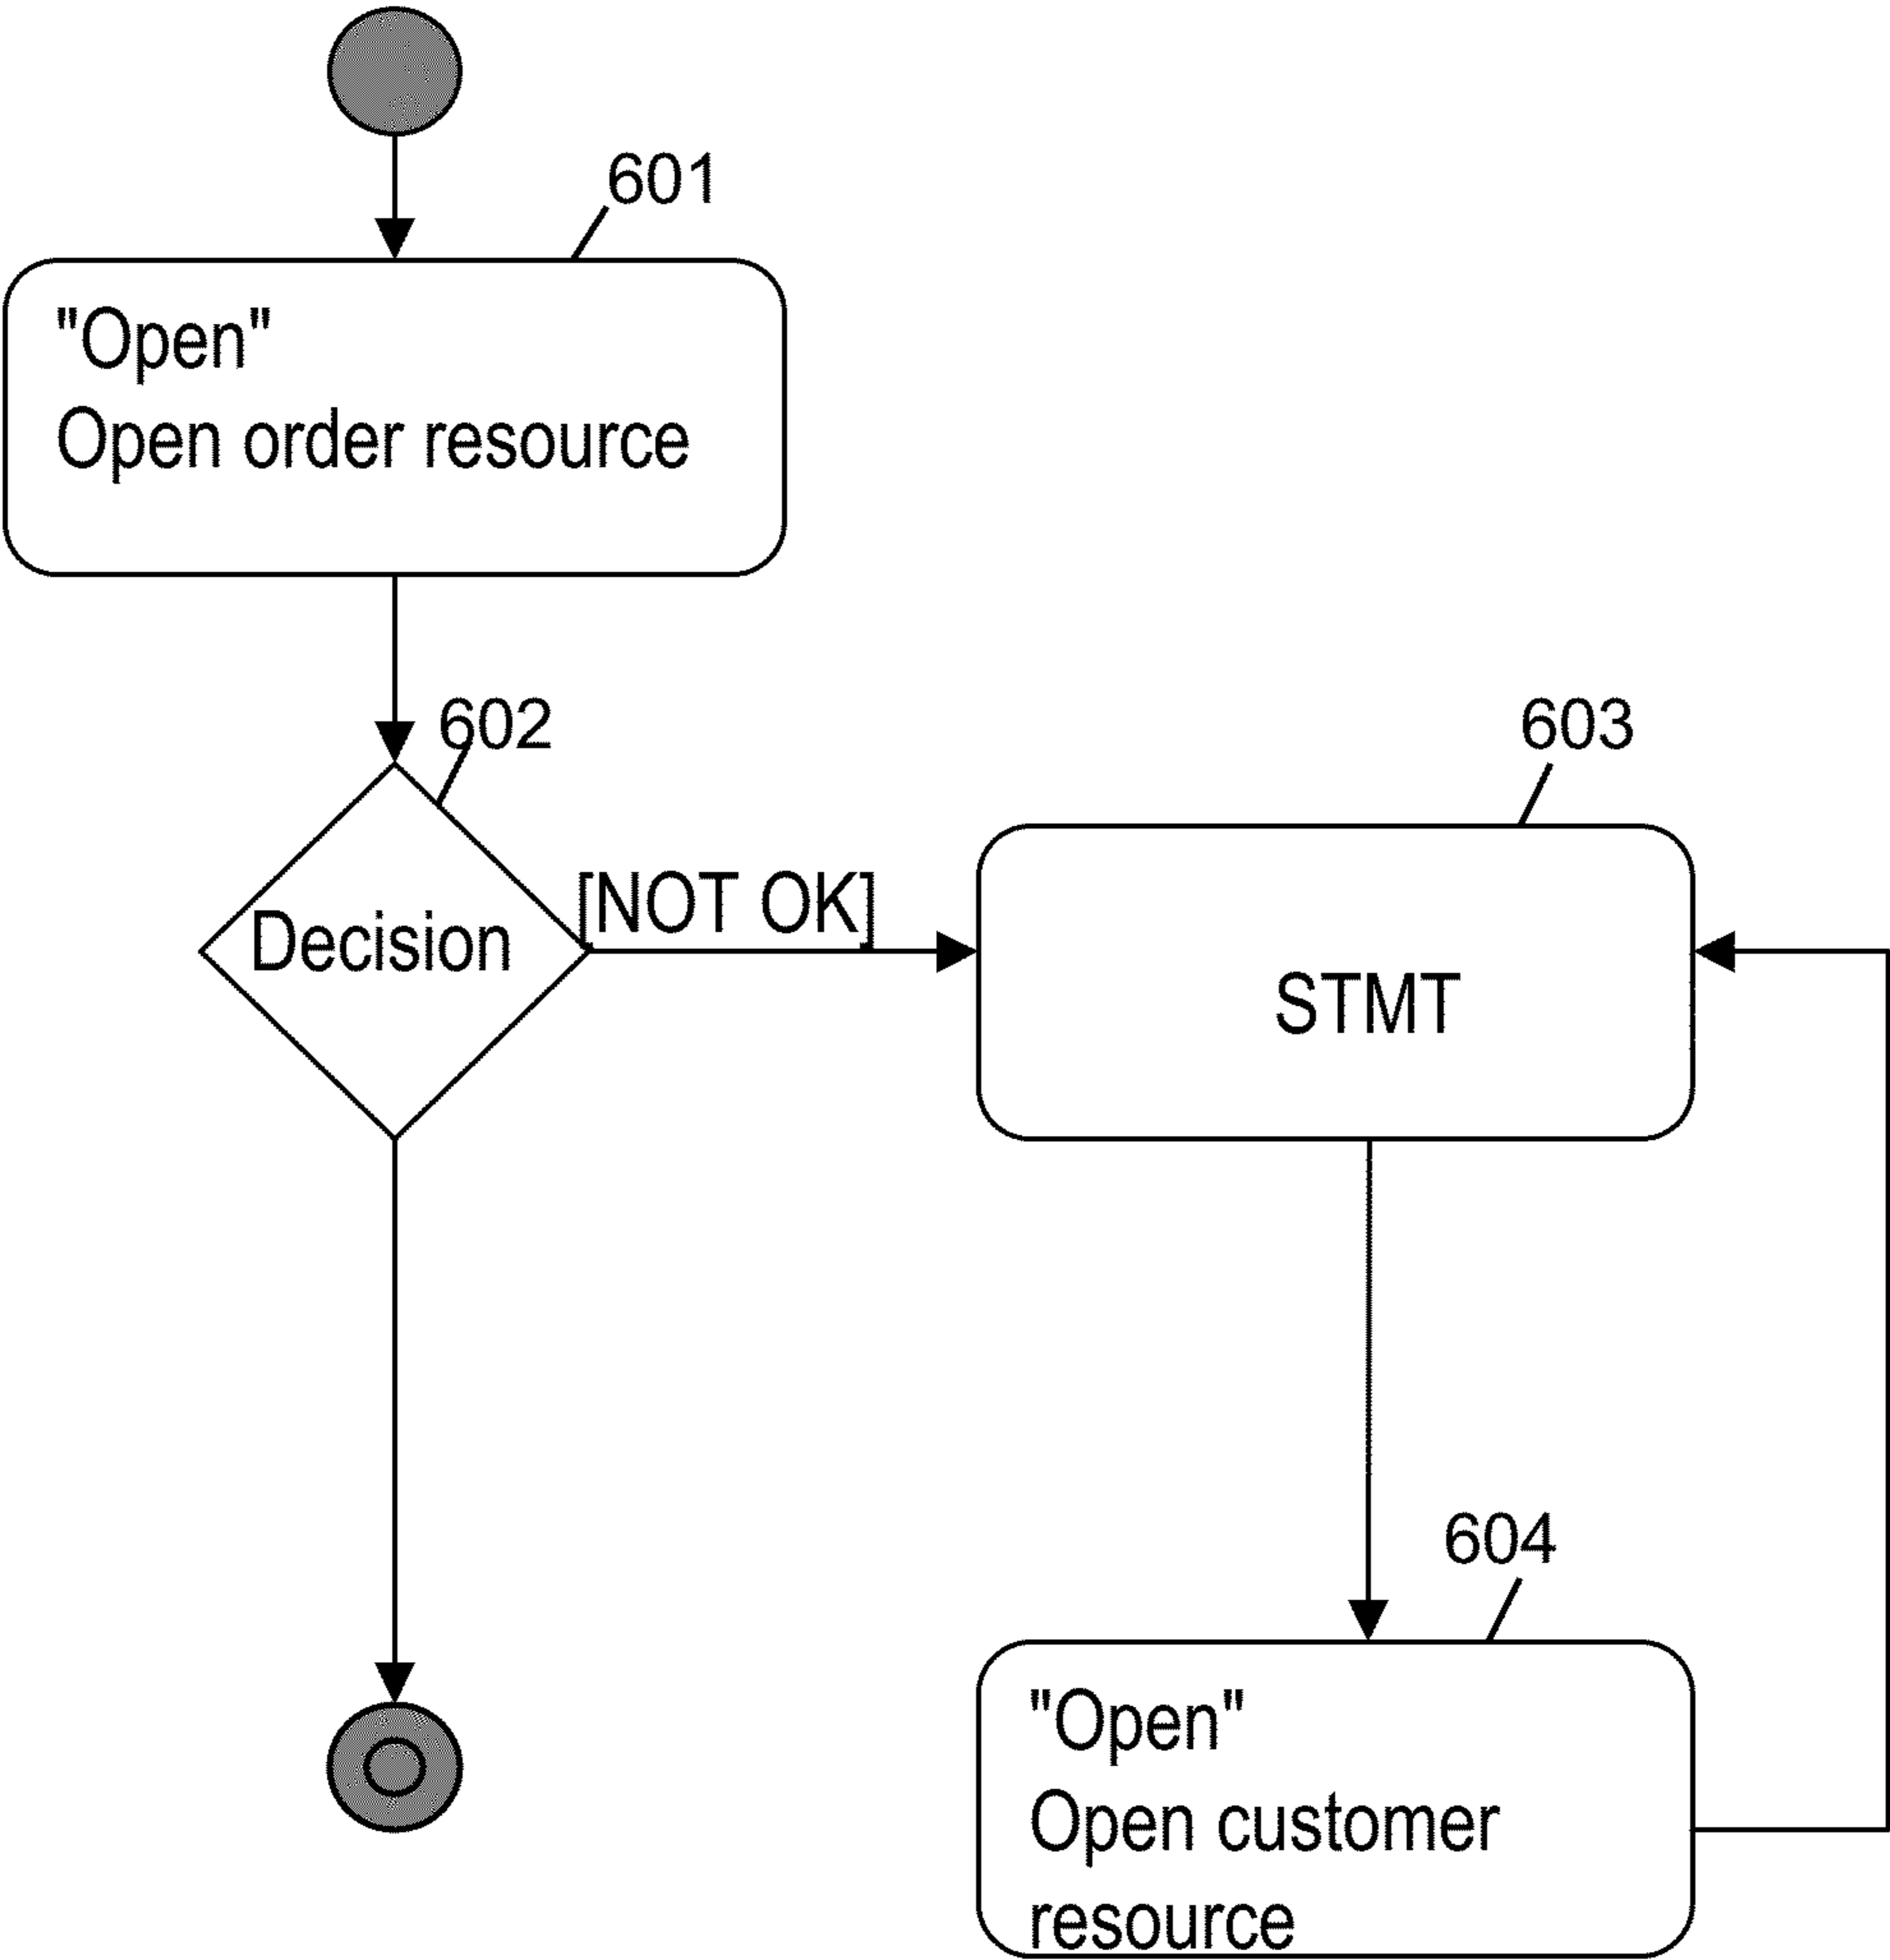 601
"Open"
Open order resource
602
603
[NOT OK]
Decision
STMT
604
"Open"
Open customer
resource